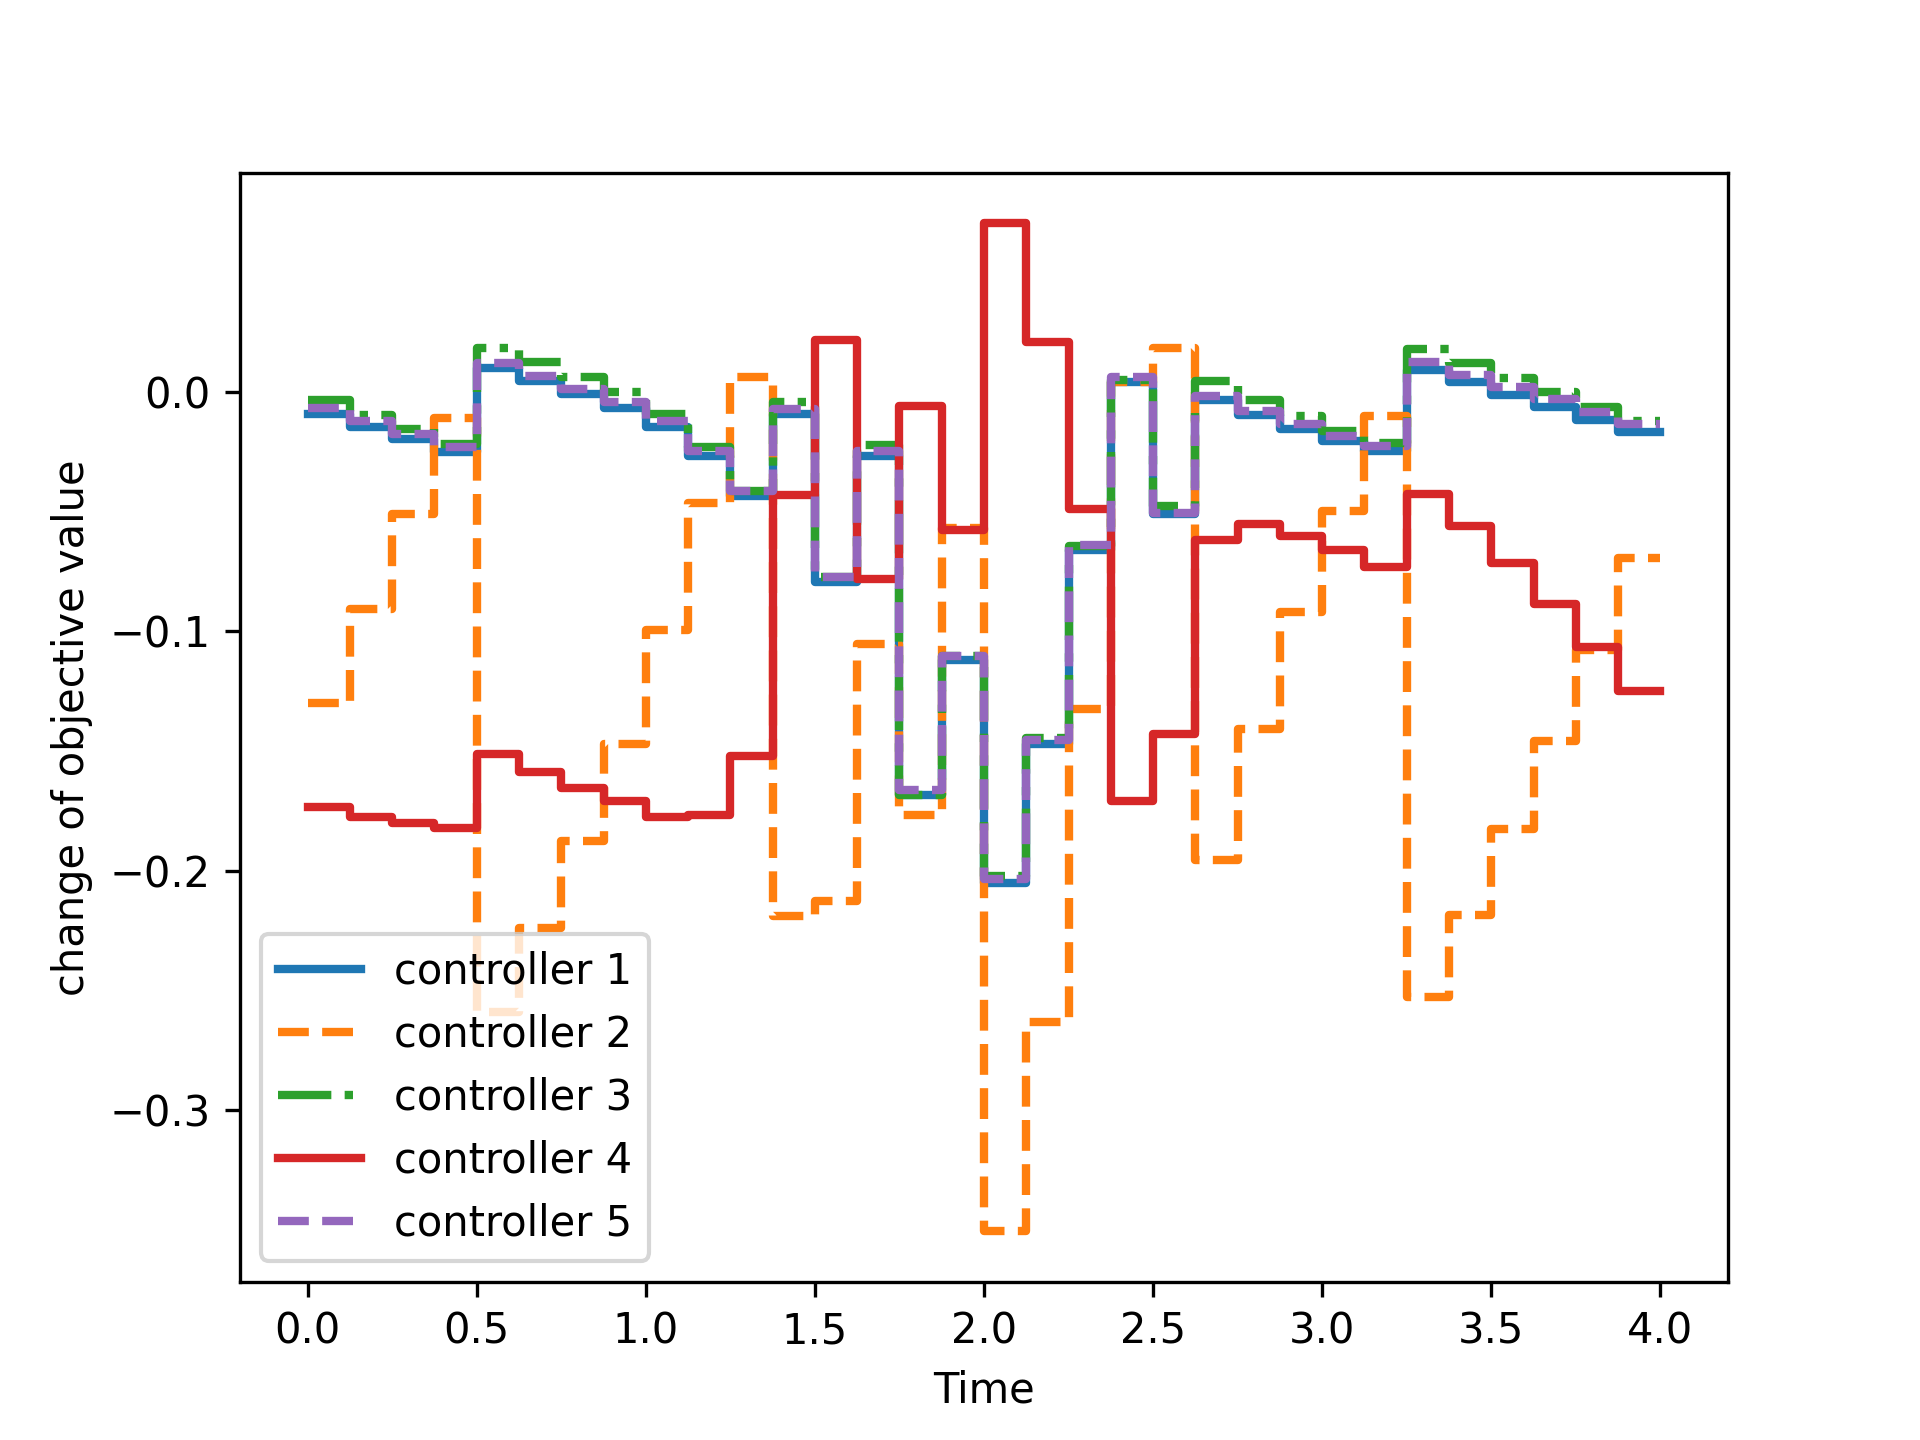 change of objective value
0.0
−0.1
−0.2
−0.3
controller 1
controller 2
controller 3
controller 4
controller 5
0.0 0.5 1.0 1.5 2.0 2.5 3.0 3.5 4.0
Time